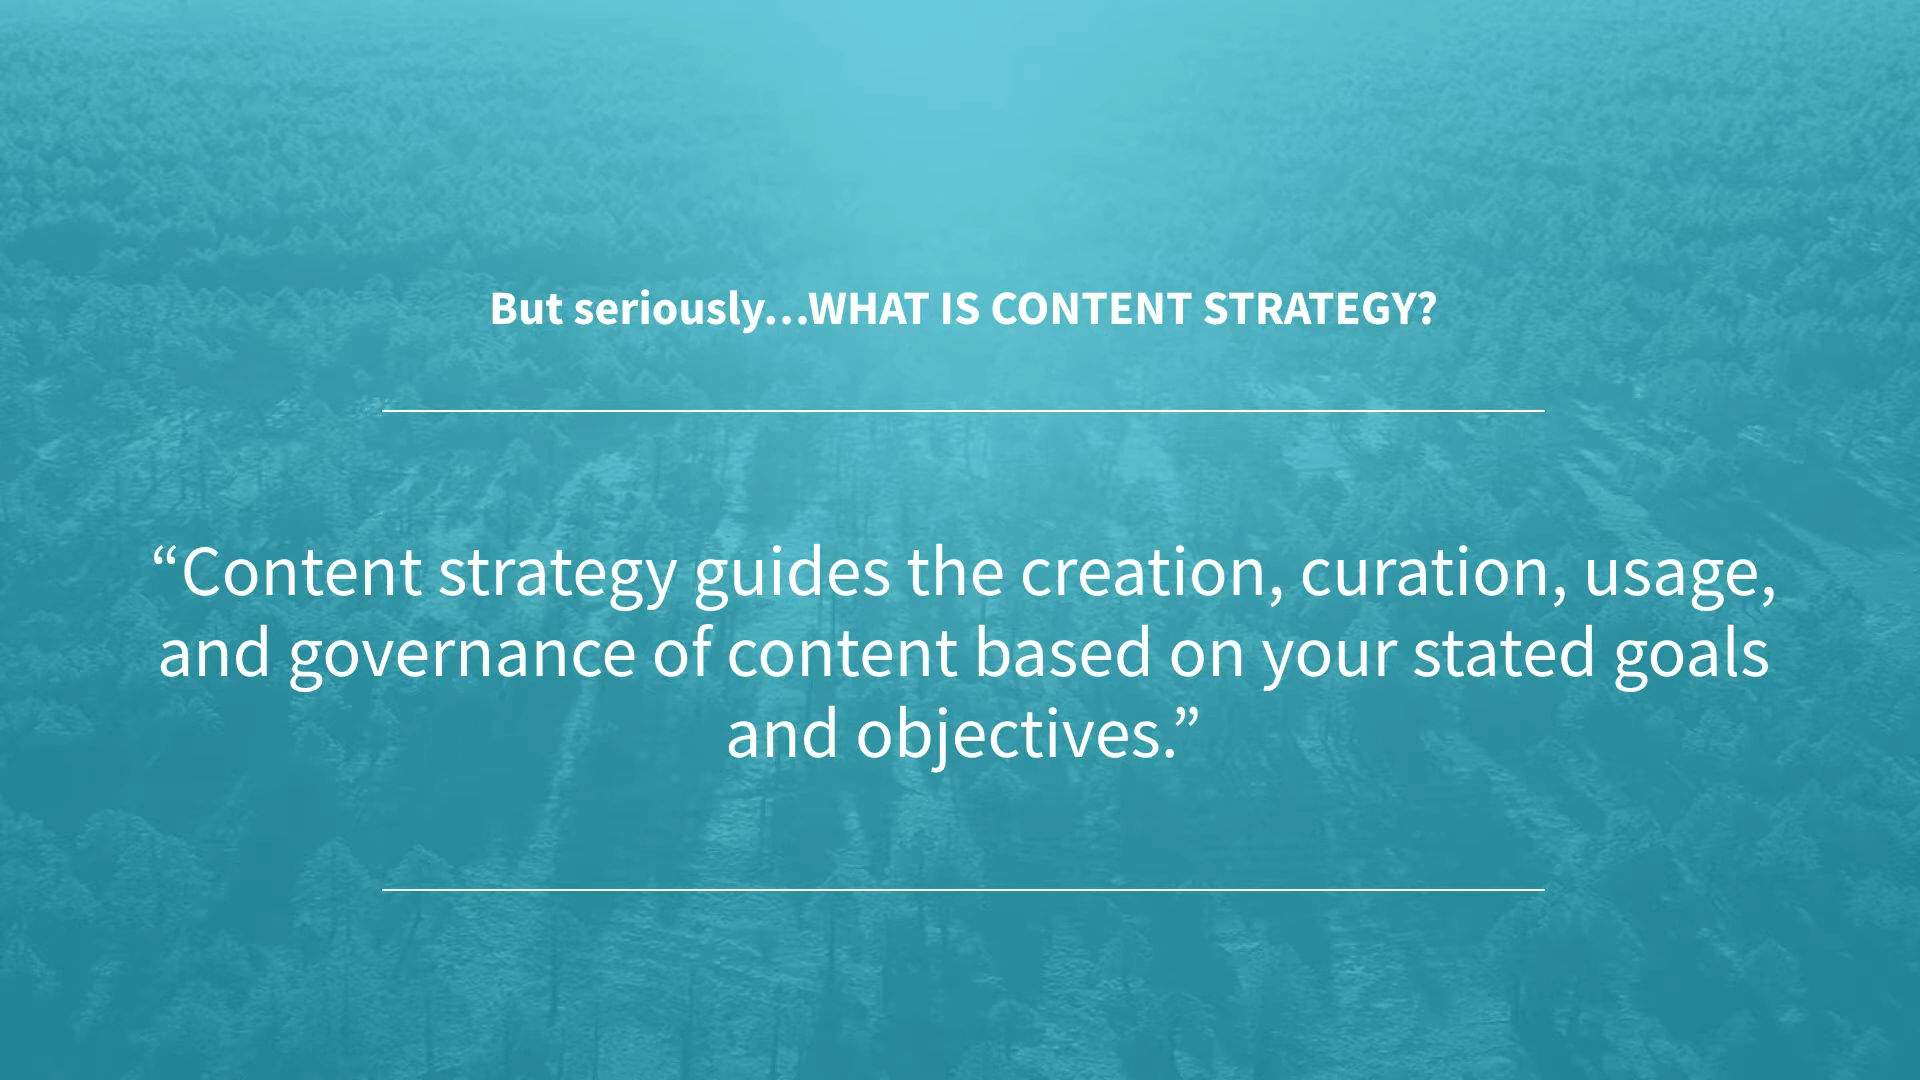 But seriously…WHAT IS CONTENT STRATEGY?
“Content strategy guides the creation, curation, usage,
and governance of content based on your stated goals
and objectives.”